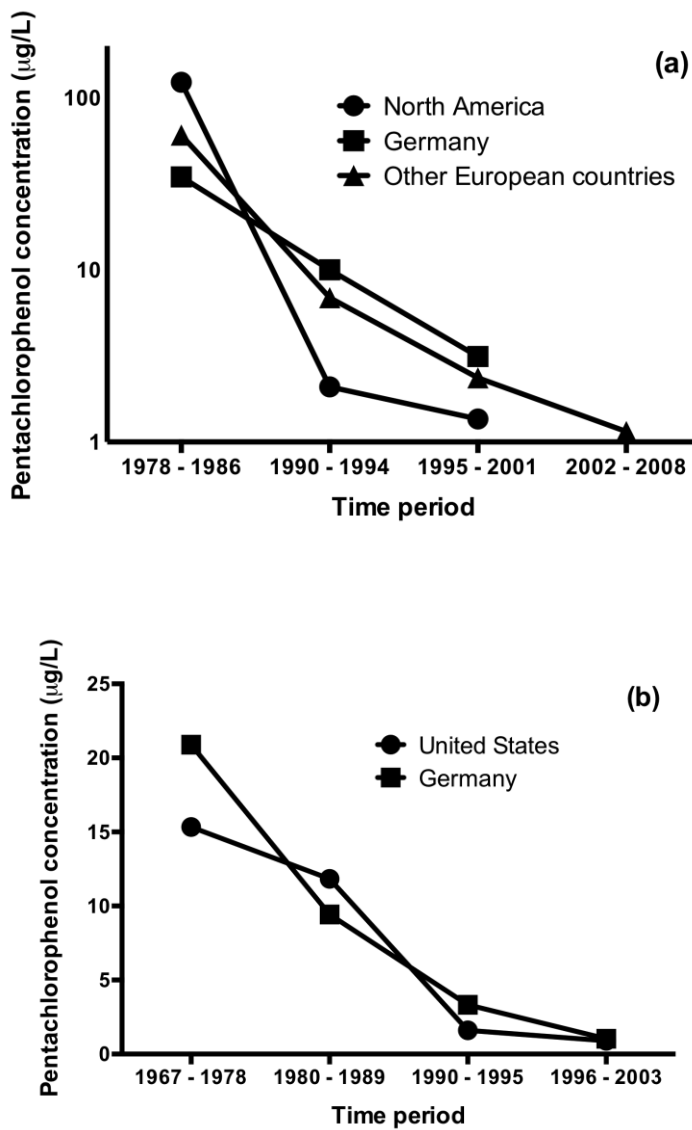 (a)
Pentachlorophenol concentration (μg/L)
100
10
1
North America
Germany
Other European countries
1978 - 1986 1990 - 1994 1995 - 2001 2002 - 2008
Time period
(b)
Pentachlorophenol concentration (μg/L)
25
20
15
10
5
0
United States
Germany
1967 - 1978 1980 - 1989 1990 - 1995 1996 - 2003
Time period